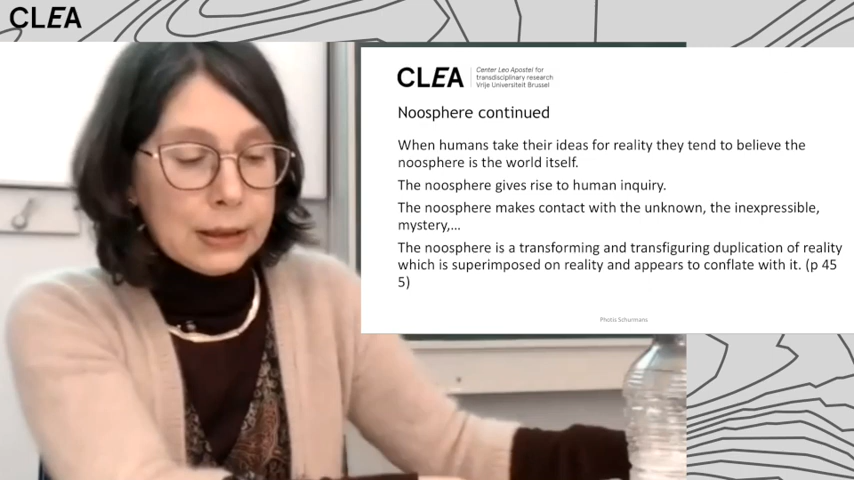 CLEA
CLEA
Center Leo Apostel for
transdisciplinary research
Vrije Universiteit Brussel
Noosphere continued
When humans take their ideas for reality they tend to believe the
noosphere is the world itself.
The noosphere gives rise to human inquiry.
The noosphere makes contact with the unknown, the inexpressible,
mystery,...
The noosphere is a transforming and transfiguring duplication of reality
which is superimposed on reality and appears to conflate with it. (p 45
5)
Photis Schurmans